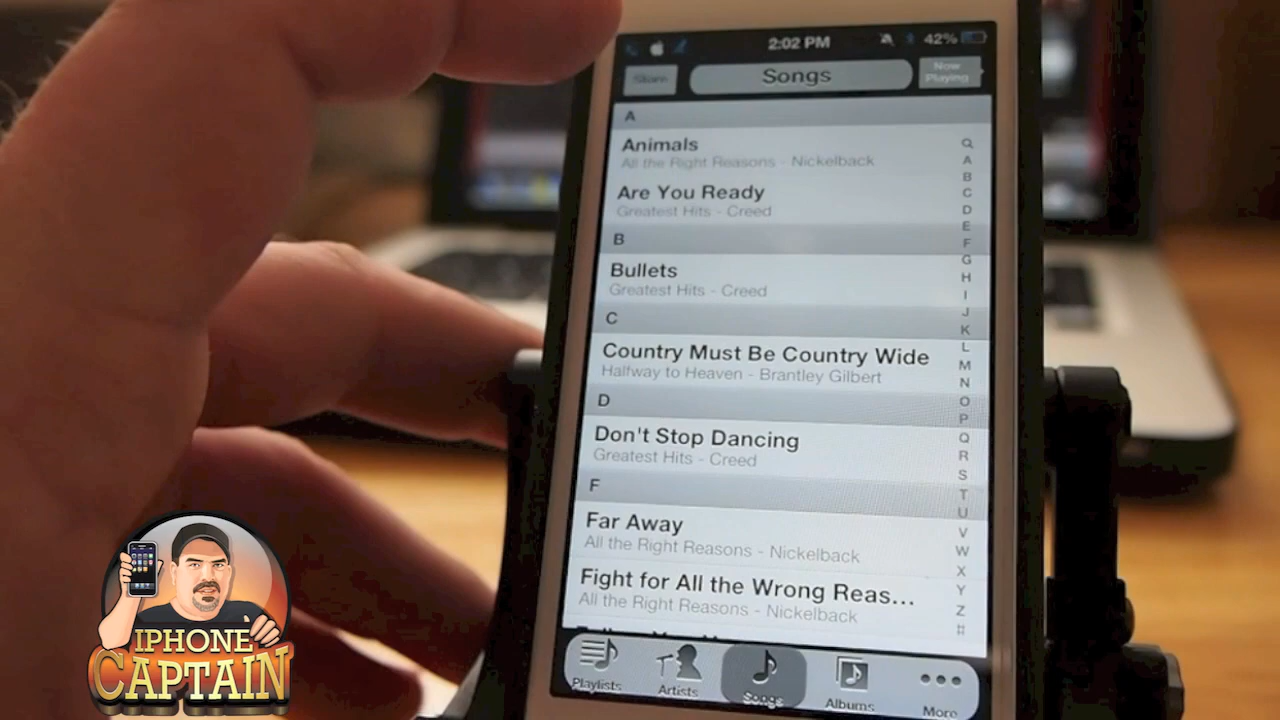 2:02 PM
42%
Share
Songs
Now
Playing
A
Animals
All the Right Reasons - Nickelback
Are You Ready
Greatest Hits - Creed
B
Bullets
Greatest Hits - Creed
C
Country Must Be Country Wide
Halfway to Heaven - Brantley Gilbert
D
Don't Stop Dancing
Greatest Hits - Creed
F
Far Away
All the Right Reasons - Nickelback
Fight for All the Wrong Reas...
All the Right Reasons - Nickelback
A
B
C
D
E
F
G
H
I
J
K
L
M
N
O
P
Q
R
S
T
U
V
W
X
Y
Z
#
Playlists
Artists
Songs
Albums
More
IPHONE
CAPTAIN